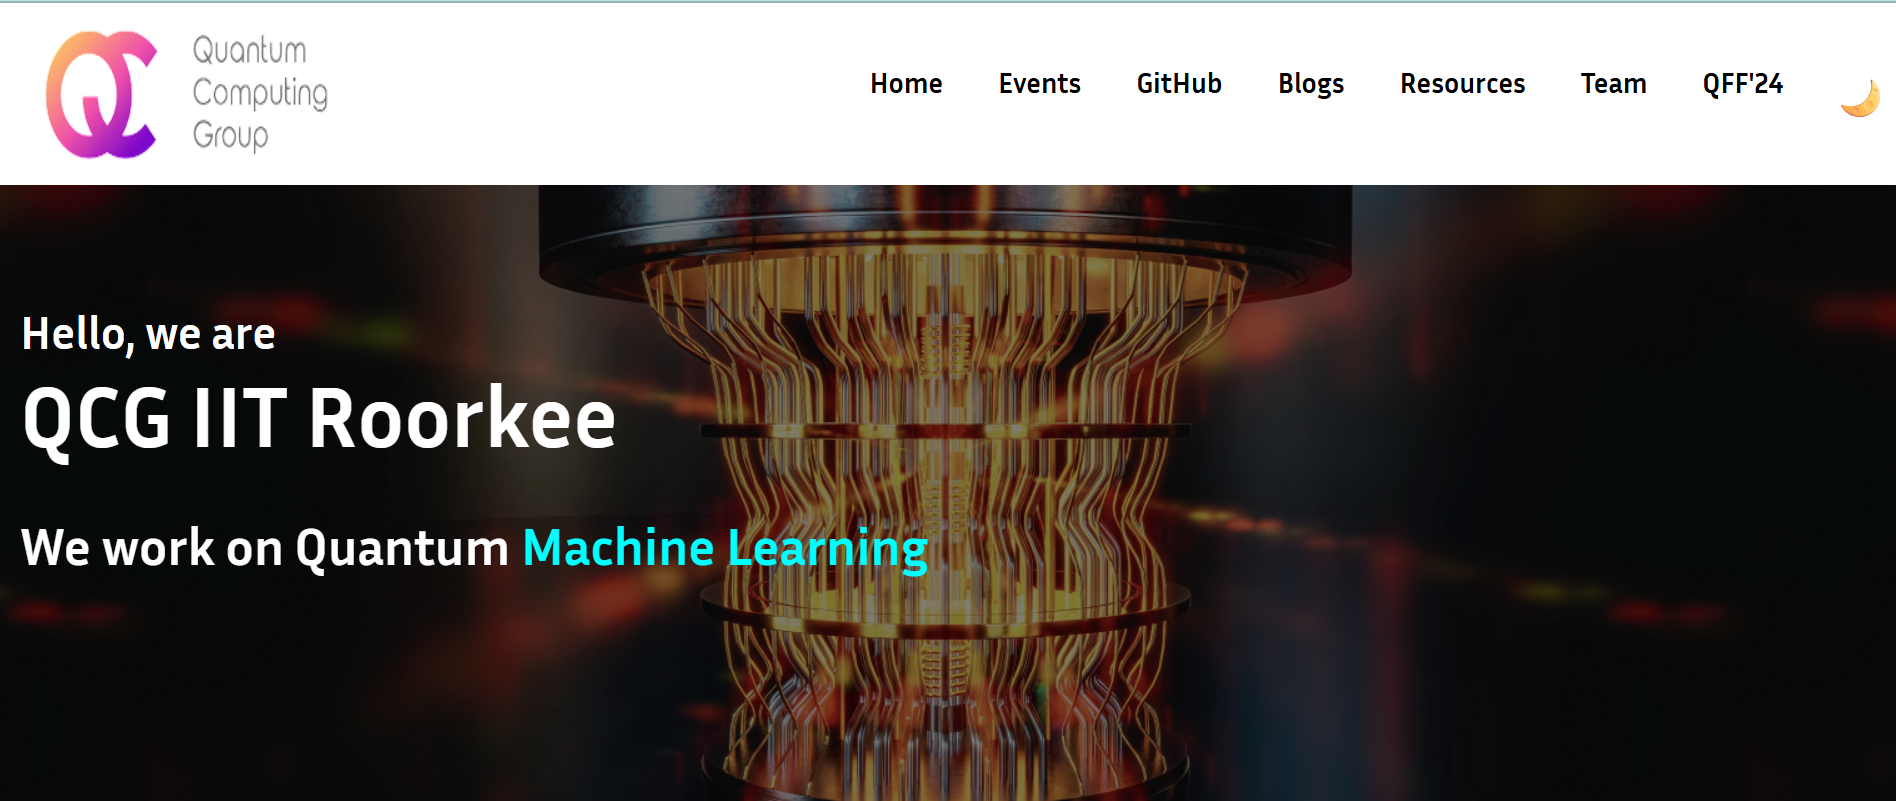 QC
Quantum
Computing
Group
Home Events GitHub Blogs Resources Team QFF'24
Hello, we are
QCG IIT Roorkee
We work on Quantum Machine Learning